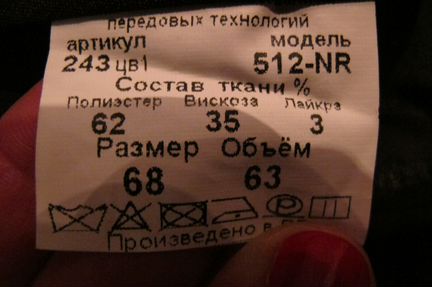 передовых технологий
артикул модель
243 цв1 512-NR
Состав ткани %
Полиэстер Вискоза Лайкра
62 35 3
Размер Объём
68 63
P
Произведено в